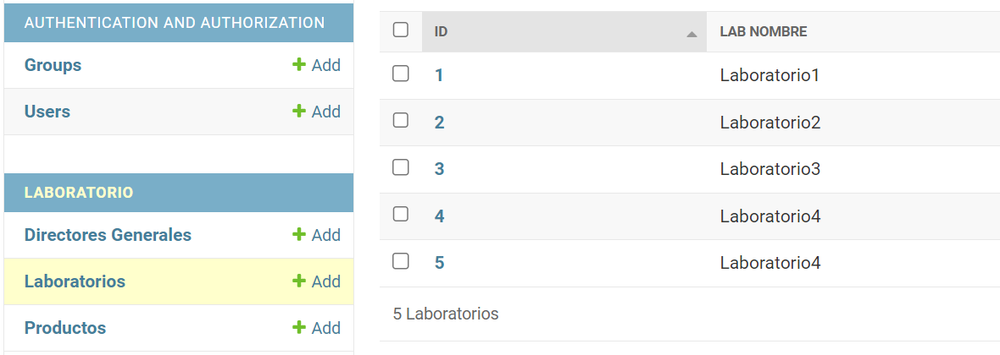 AUTHENTICATION AND AUTHORIZATION
Groups + Add
Users + Add
LABORATORIO
Directores Generales + Add
Laboratorios + Add
Productos + Add
ID LAB NOMBRE
1 Laboratorio1
2 Laboratorio2
3 Laboratorio3
4 Laboratorio4
5 Laboratorio4
5 Laboratorios